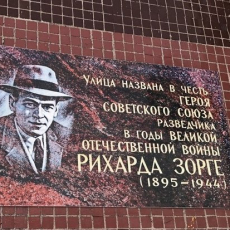 Улица названа в честь
героя
Советского Союза
разведчика
в годы Великой
Отечественной войны
РИХАРДА ЗОРГЕ
(1895-1944)